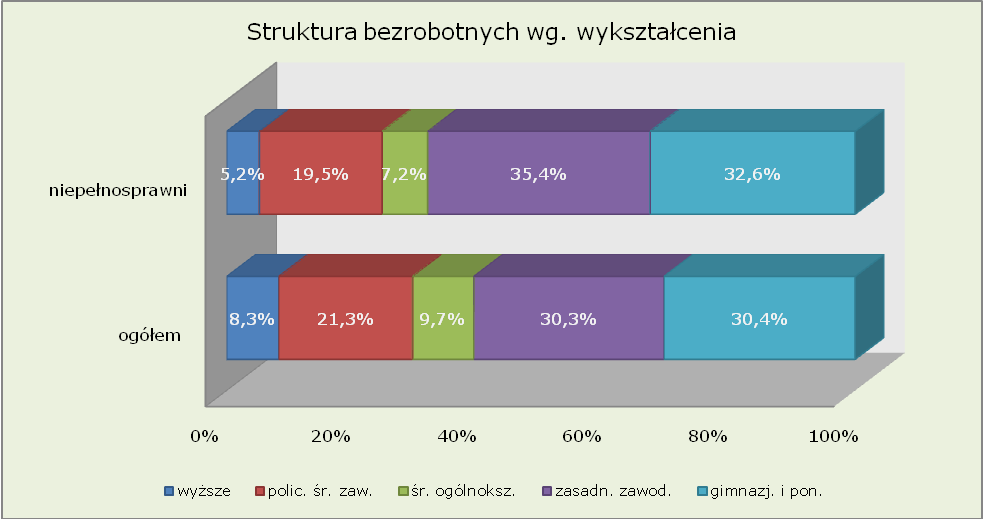 Struktura bezrobotnych wg. wykształcenia
niepełnosprawni
5,2% 19,5% 7,2% 35,4% 32,6%
ogółem
8,3% 21,3% 9,7% 30,3% 30,4%
0% 20% 40% 60% 80% 100%
wyższe polic. śr. zaw. śr. ogólnoksz. zasadn. zawod. gimnazj. i pon.